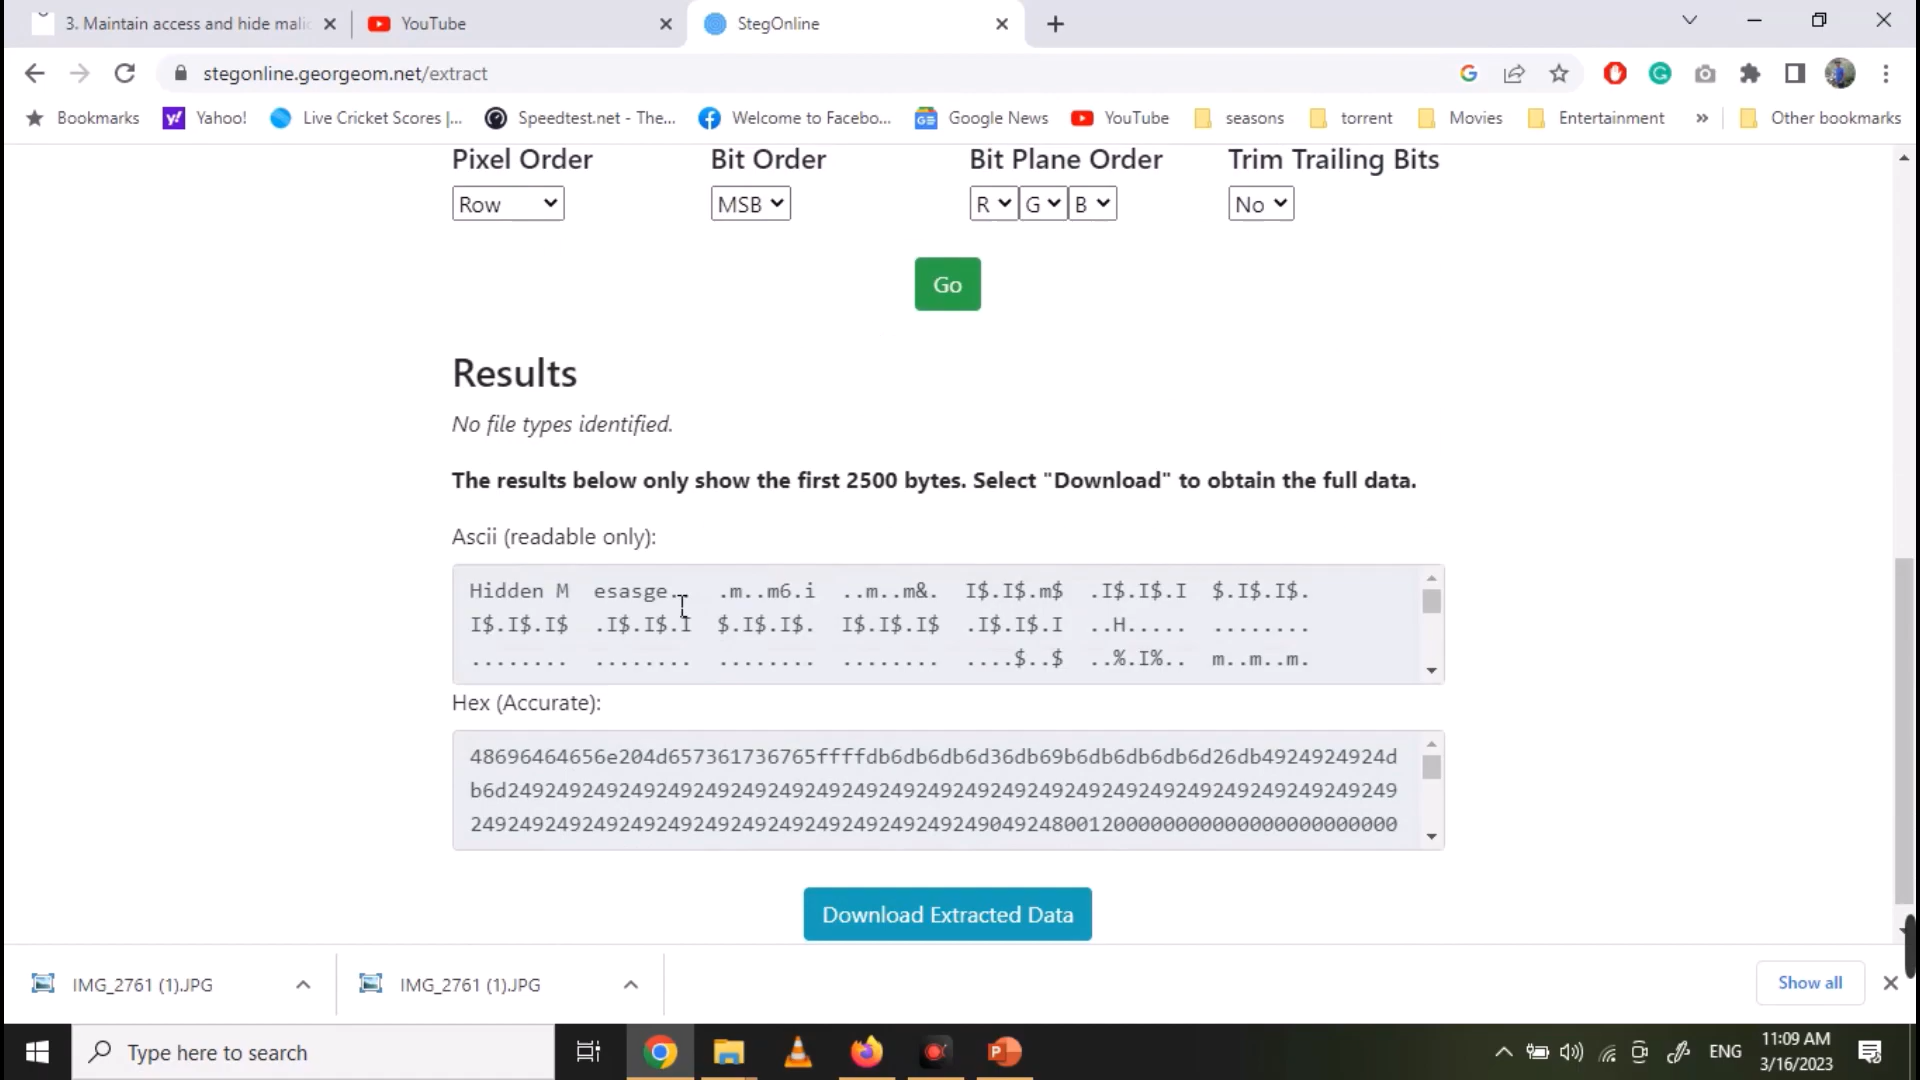 3. Maintain access and hide malic
YouTube
StegOnline
stegonline.georgeom.net/extract
Bookmarks
Yahoo!
Live Cricket Scores |...
Speedtest.net - The...
Welcome to Facebo...
Google News
YouTube
seasons
torrent
Movies
Entertainment
»
Other bookmarks
Pixel Order Bit Order Bit Plane Order Trim Trailing Bits
Row MSB R G B No
Go
Results
No file types identified.
The results below only show the first 2500 bytes. Select "Download" to obtain the full data.
Ascii (readable only):
Hidden M esasge.. .m..m6.i ..m..m&. I$.I$.m$ .I$.I$.I $.I$.I$.
I$.I$.I$ .I$.I$.I $.I$.I$. I$.I$.I$ .I$.I$.I ..H..... ........
........ ........ ........ ........ ....$..$ ..%.I%.. m..m..m.
Hex (Accurate):
48696464656e204d657361736765ffffdb6db6db6d36db69b6db6db6db6d26db4924924924d
b6d249249249249249249249249249249249249249249249249249249249249249249249249
249249249249249249249249249249249249249049248001200000000000000000000000
Download Extracted Data
IMG_2761 (1).JPG
IMG_2761 (1).JPG
Show all
Type here to search
ENG
11:09 AM
3/16/2023